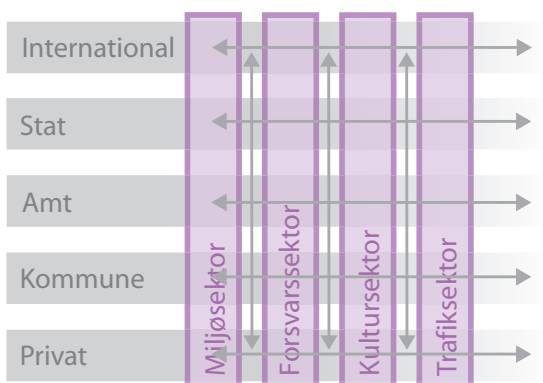 International
Stat
Amt
Kommune
Privat
Miljøsektor
Forsvarssektor
Kultursektor
Trafiksektor